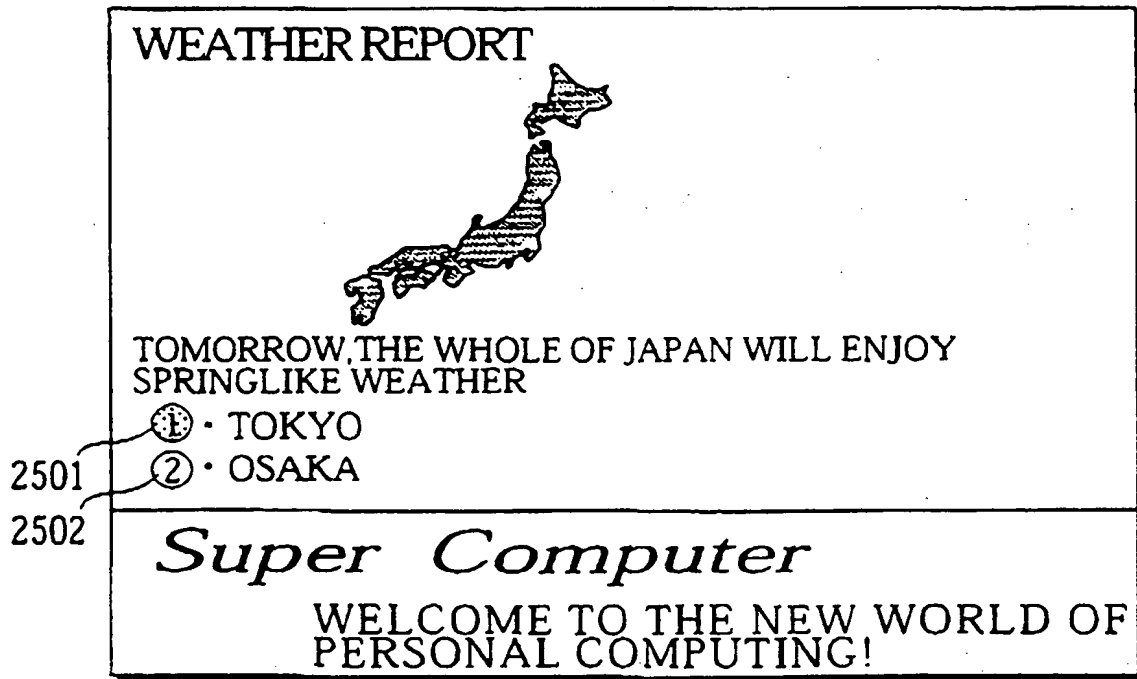 WEATHER REPORT
TOMORROW, THE WHOLE OF JAPAN WILL ENJOY
SPRINGLIKE WEATHER
1 · TOKYO
2 · OSAKA
2501
2502
Super Computer
WELCOME TO THE NEW WORLD OF
PERSONAL COMPUTING!